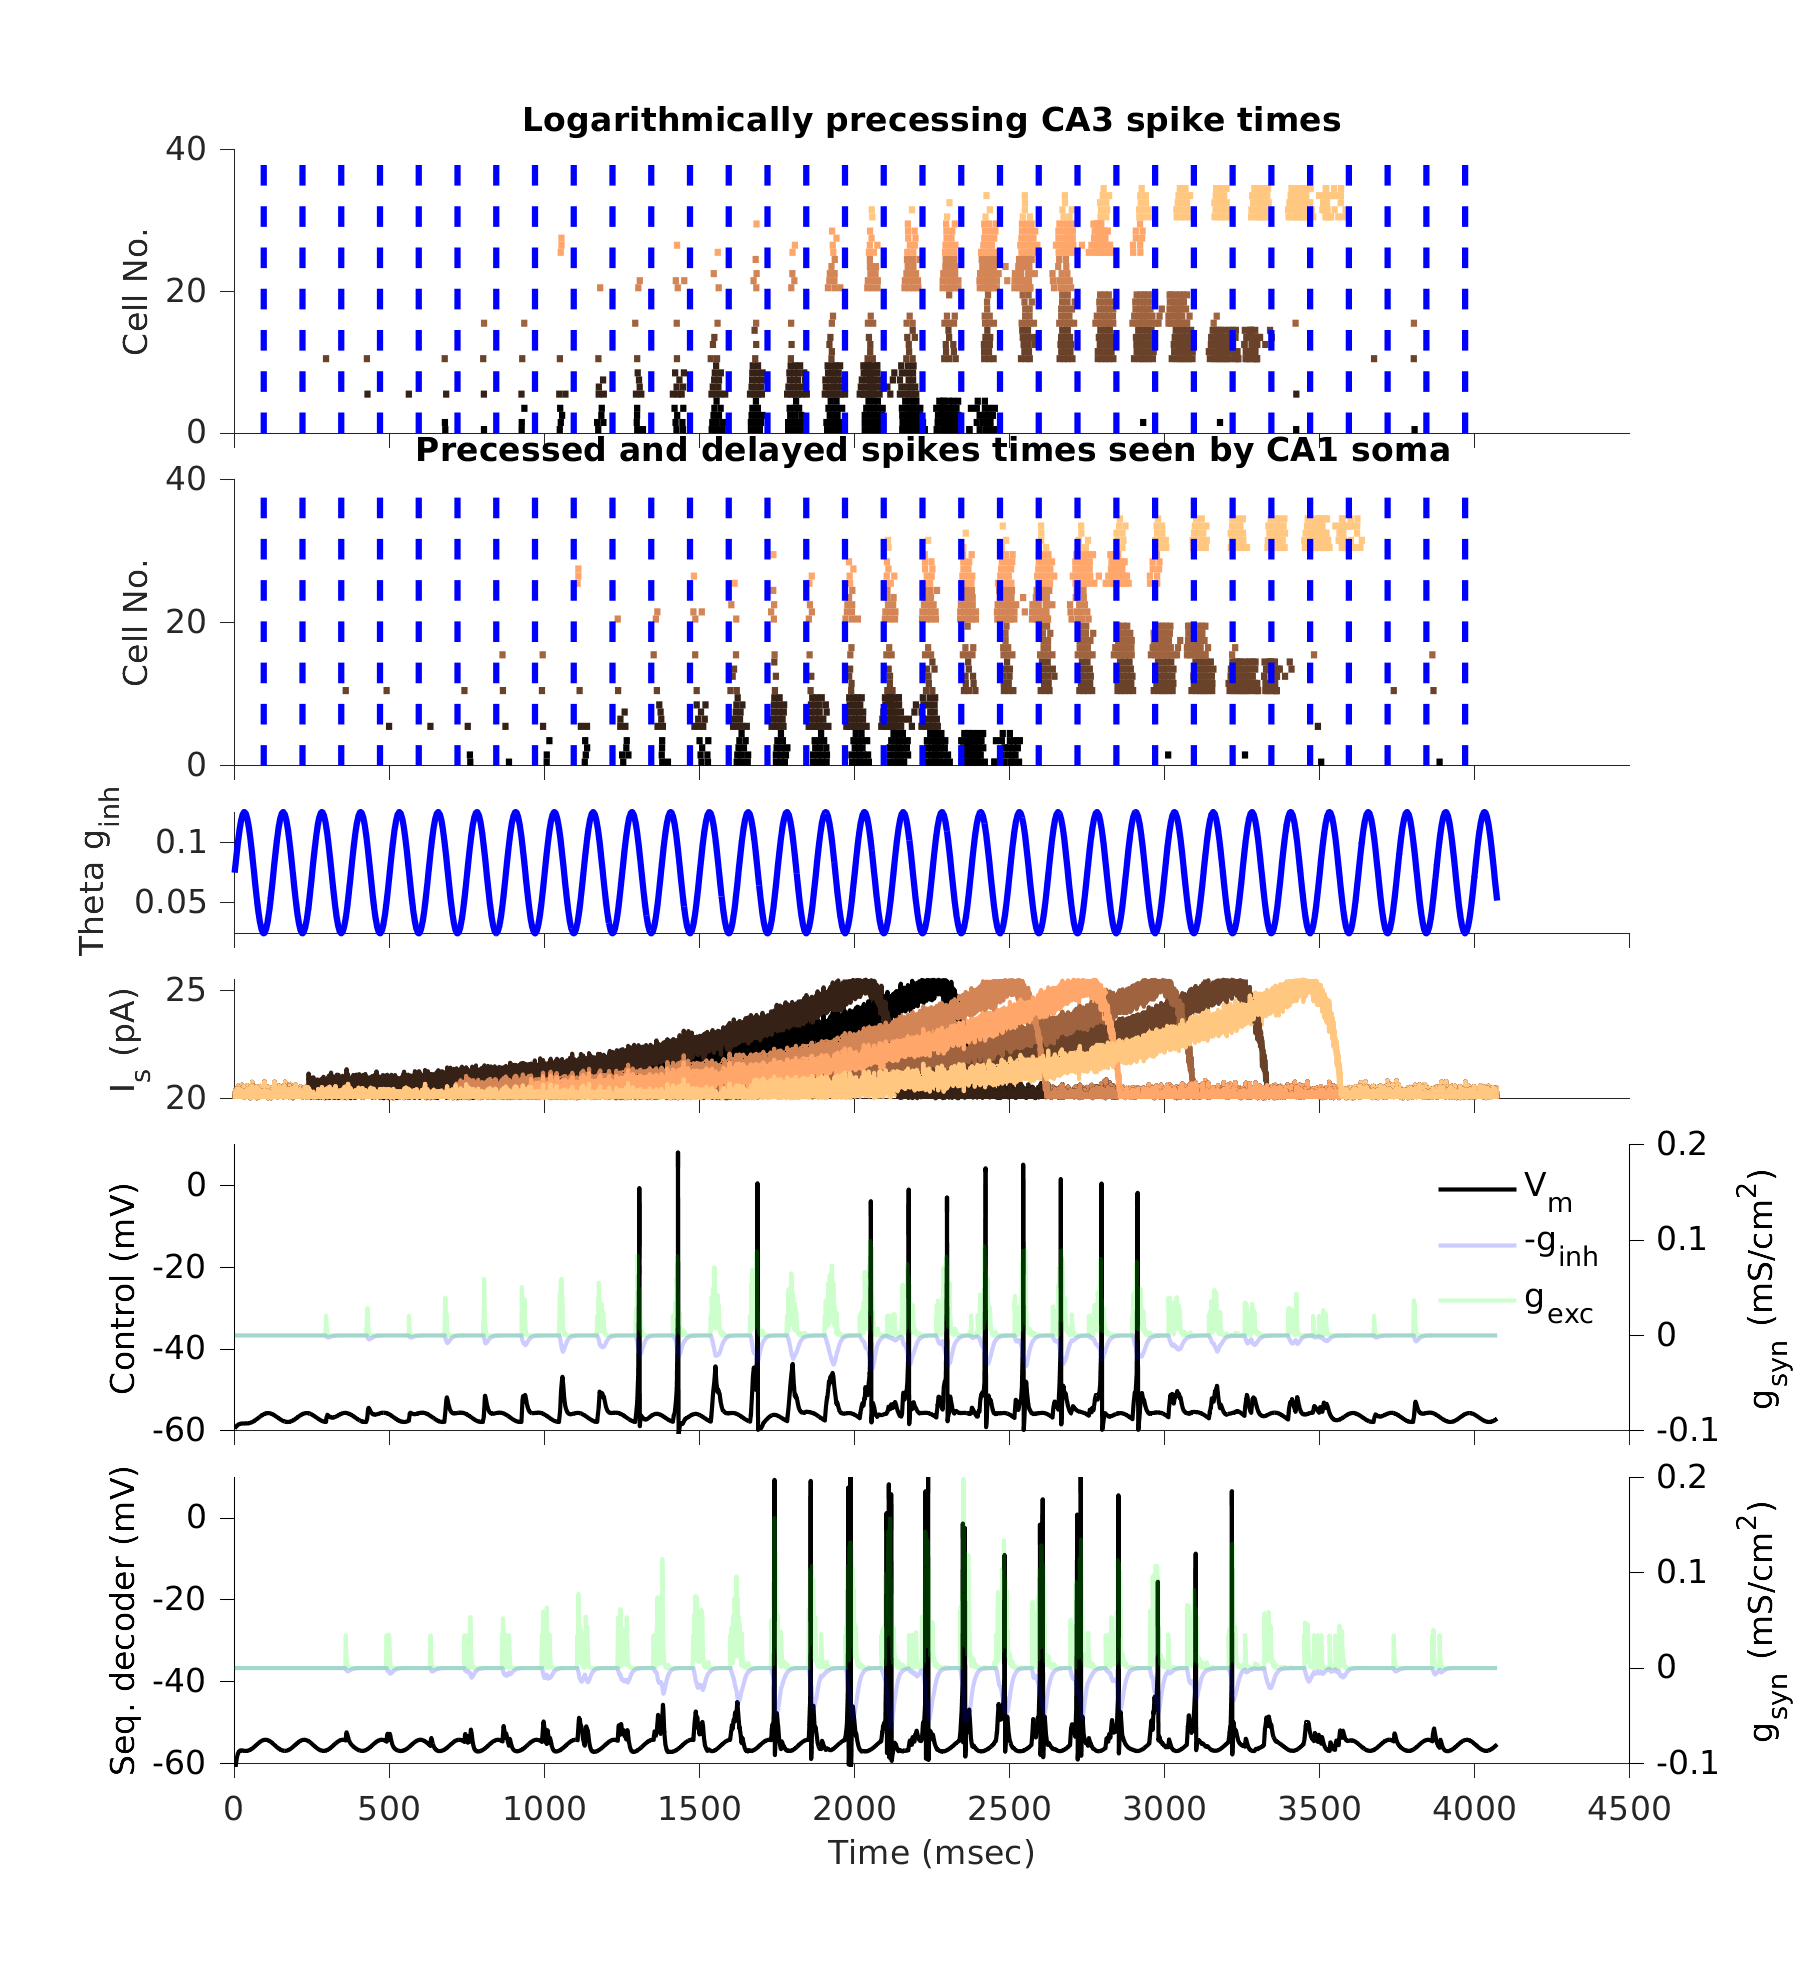 Logarithmically precessing CA3 spike times
40
20
0
Cell No.
Precessed and delayed spikes times seen by CA1 soma
40
20
0
Cell No.
0.1
0.05
Theta g_inh
25
20
I_s (pA)
0
-20
-40
-60
Control (mV)
V_m
-g_inh
g_exc
0.2
0.1
0
-0.1
g_syn (mS/cm^2)
0
-20
-40
-60
Seq. decoder (mV)
0.2
0.1
0
-0.1
g_syn (mS/cm^2)
0 500 1000 1500 2000 2500 3000 3500 4000 4500
Time (msec)